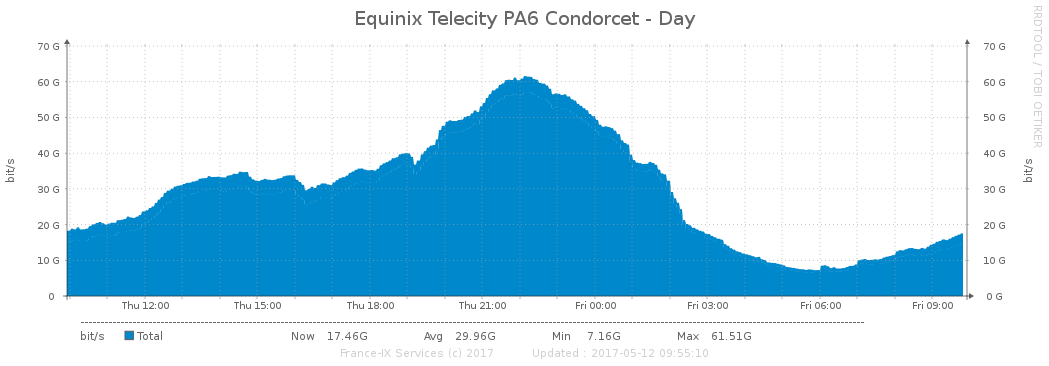 Equinix Telecity PA6 Condorcet - Day
RRDTOOL / TOBI OETIKER
70 G 70 G
60 G 60 G
50 G 50 G
40 G 40 G
30 G 30 G
20 G 20 G
10 G 10 G
0 0 G
bit/s
bit/s
Thu 12:00 Thu 15:00 Thu 18:00 Thu 21:00 Fri 00:00 Fri 03:00 Fri 06:00 Fri 09:00
bit/s Total Now 17.46G Avg 29.96G Min 7.16G Max 61.51G
France-IX Services (c) 2017 Updated : 2017-05-12 09:55:10